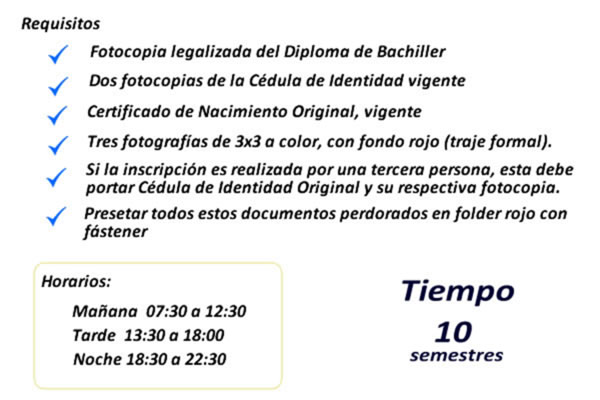 Requisitos
Fotocopia legalizada del Diploma de Bachiller
Dos fotocopias de la Cédula de Identidad vigente
Certificado de Nacimiento Original, vigente
Tres fotografías de 3x3 a color, con fondo rojo (traje formal).
Si la inscripción es realizada por una tercera persona, esta debe
portar Cédula de Identidad Original y su respectiva fotocopia.
Presetar todos estos documentos perdorados en folder rojo con
fástener
Horarios:
Mañana 07:30 a 12:30
Tarde 13:30 a 18:00
Noche 18:30 a 22:30
Tiempo
10
semestres